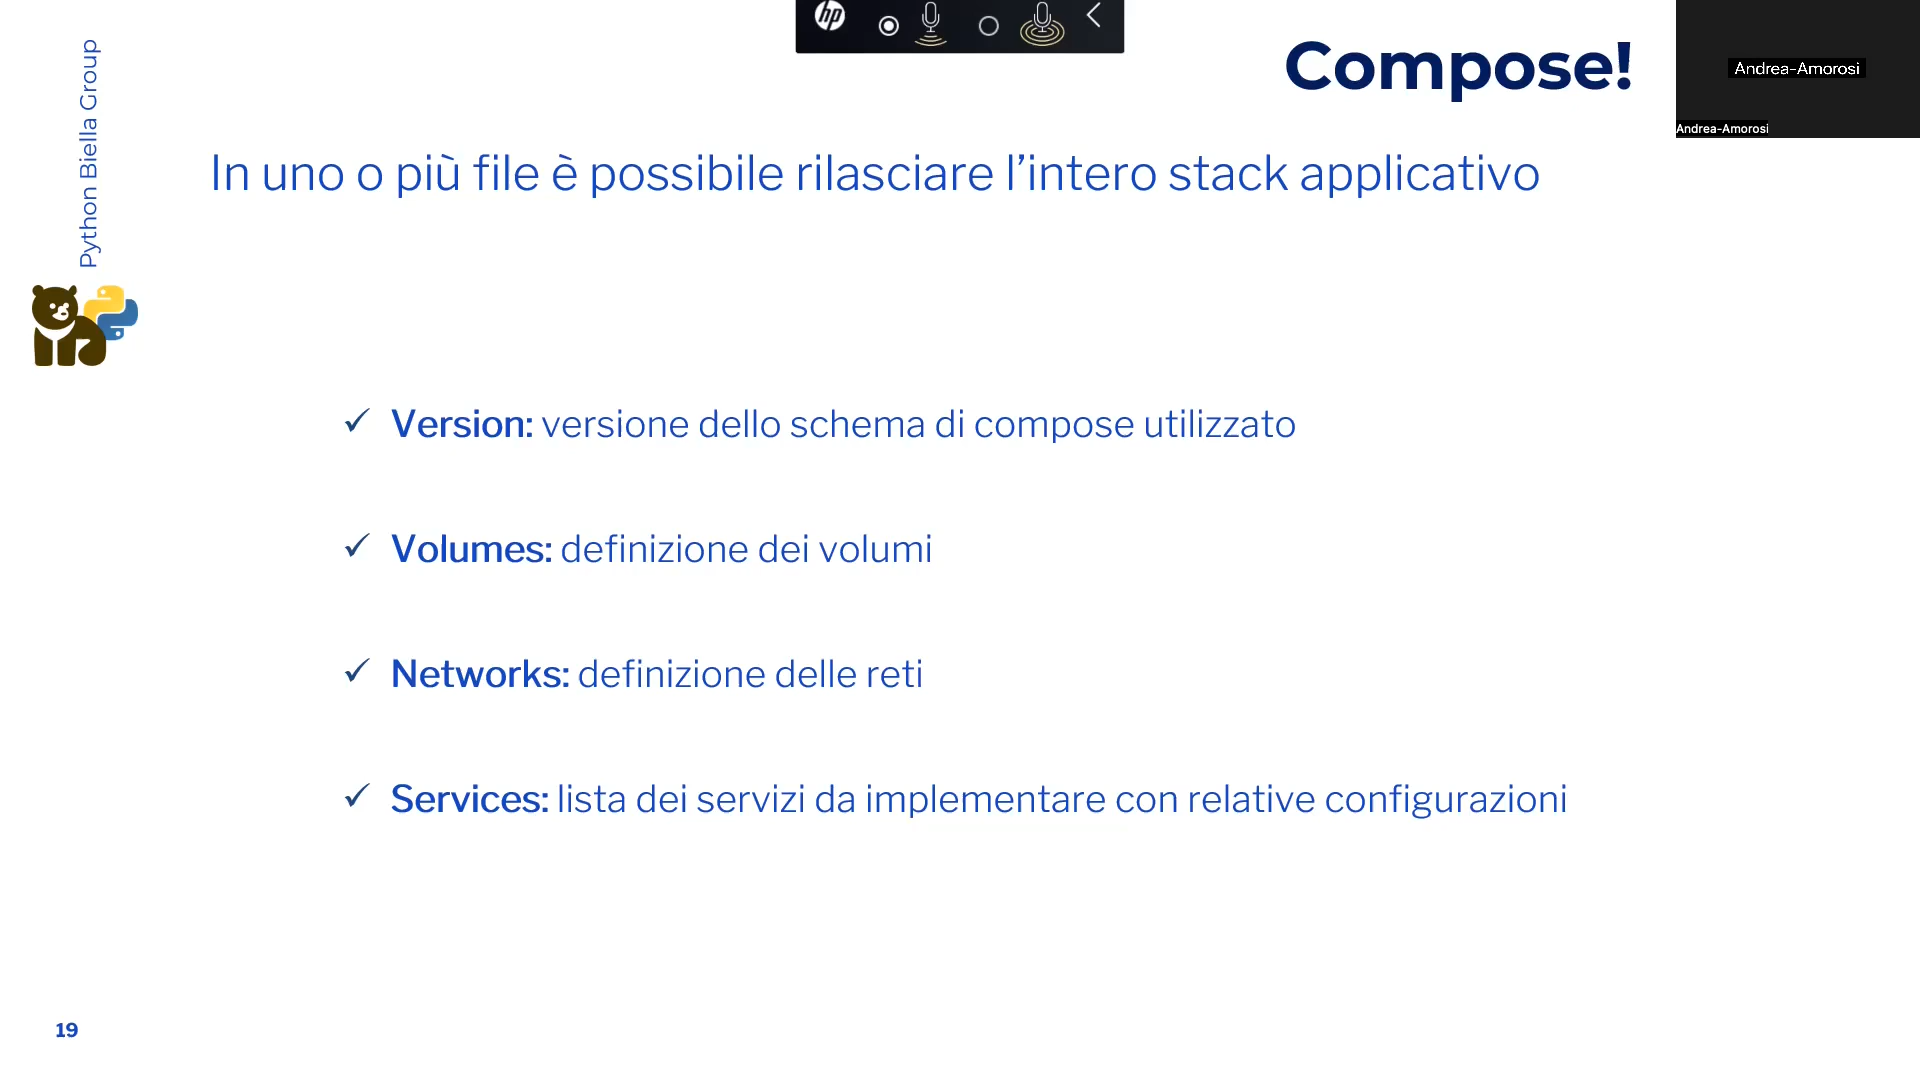 hp
Compose!
Andrea-Amorosi
Andrea-Amorosi
Python Biella Group
In uno o più file è possibile rilasciare l’intero stack applicativo
✓ Version: versione dello schema di compose utilizzato
✓ Volumes: definizione dei volumi
✓ Networks: definizione delle reti
✓ Services: lista dei servizi da implementare con relative configurazioni
19